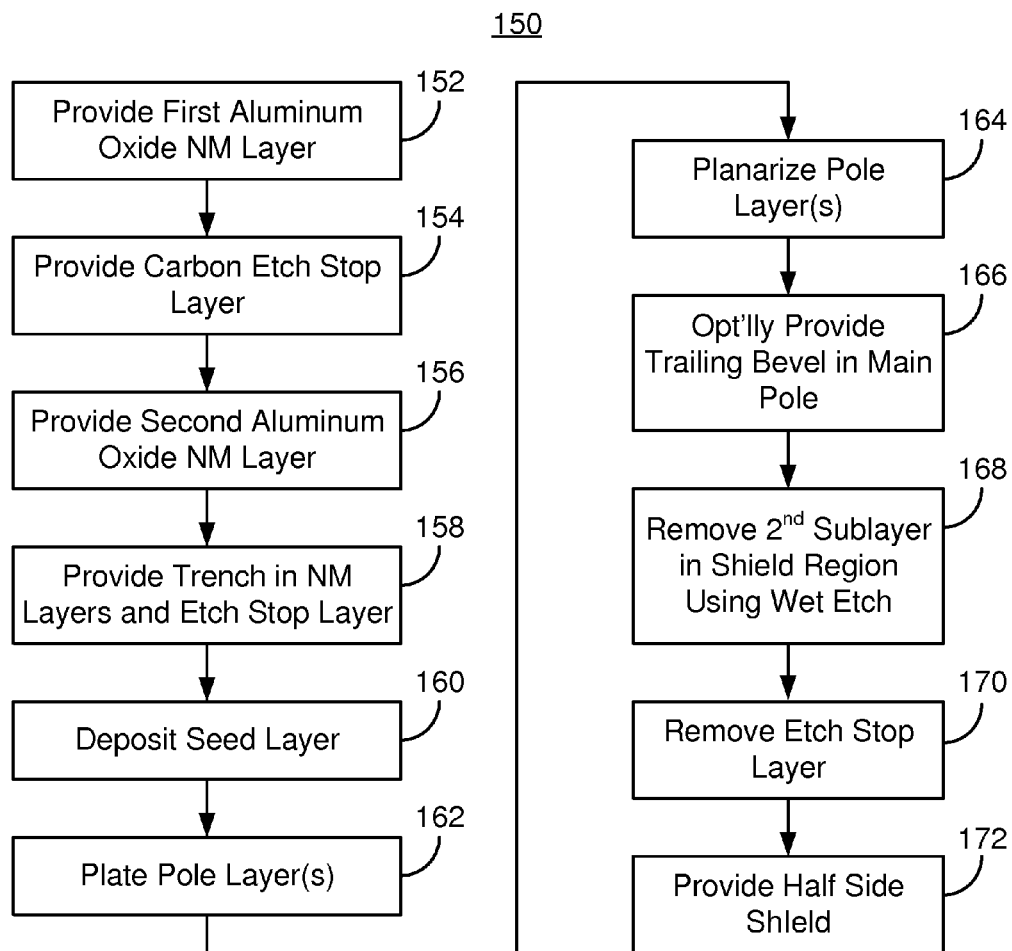 150
152
Provide First Aluminum
Oxide NM Layer
154
Provide Carbon Etch Stop
Layer
156
Provide Second Aluminum
Oxide NM Layer
158
Provide Trench in NM
Layers and Etch Stop Layer
160
Deposit Seed Layer
162
Plate Pole Layer(s)
164
Planarize Pole
Layer(s)
166
Opt'lly Provide
Trailing Bevel in Main
Pole
168
Remove 2nd Sublayer
in Shield Region
Using Wet Etch
170
Remove Etch Stop
Layer
172
Provide Half Side
Shield